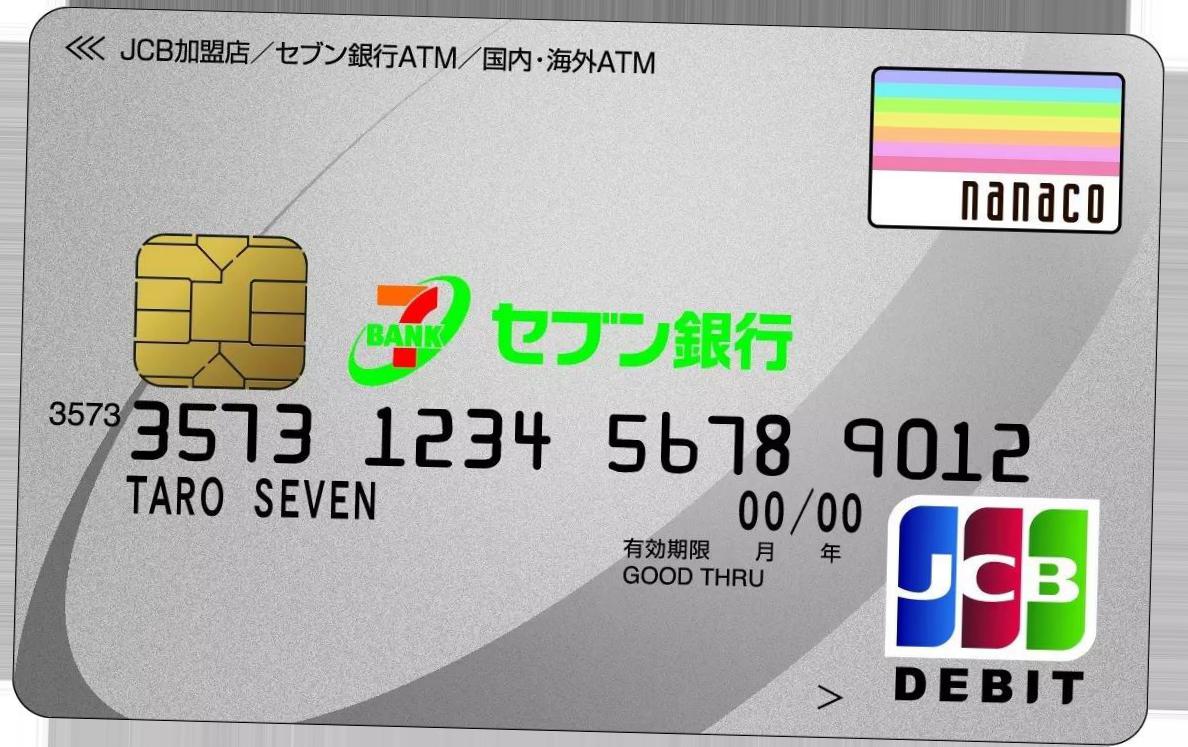 <<< JCB加盟店／セブン銀行ATM／国内・海外ATM
nanaco
7 BANK セブン銀行
3573 3573 1234 5678 9012
TARO SEVEN
00/00
有効期限 月 年
GOOD THRU
JCB
DEBIT
>